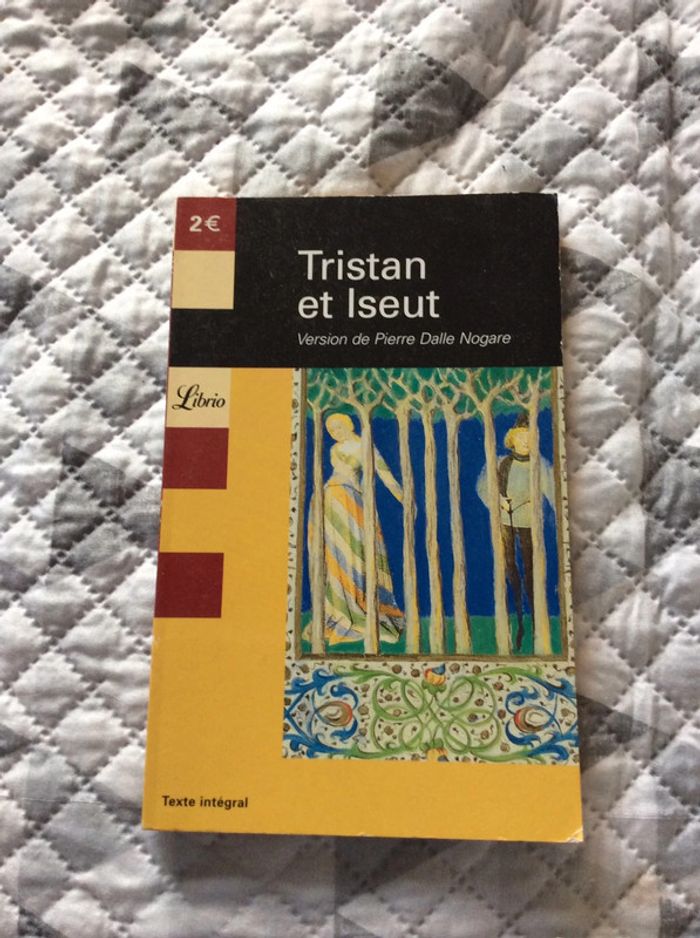 2€
Tristan
et Iseut
Version de Pierre Dalle Nogare
Librio
Texte intégral